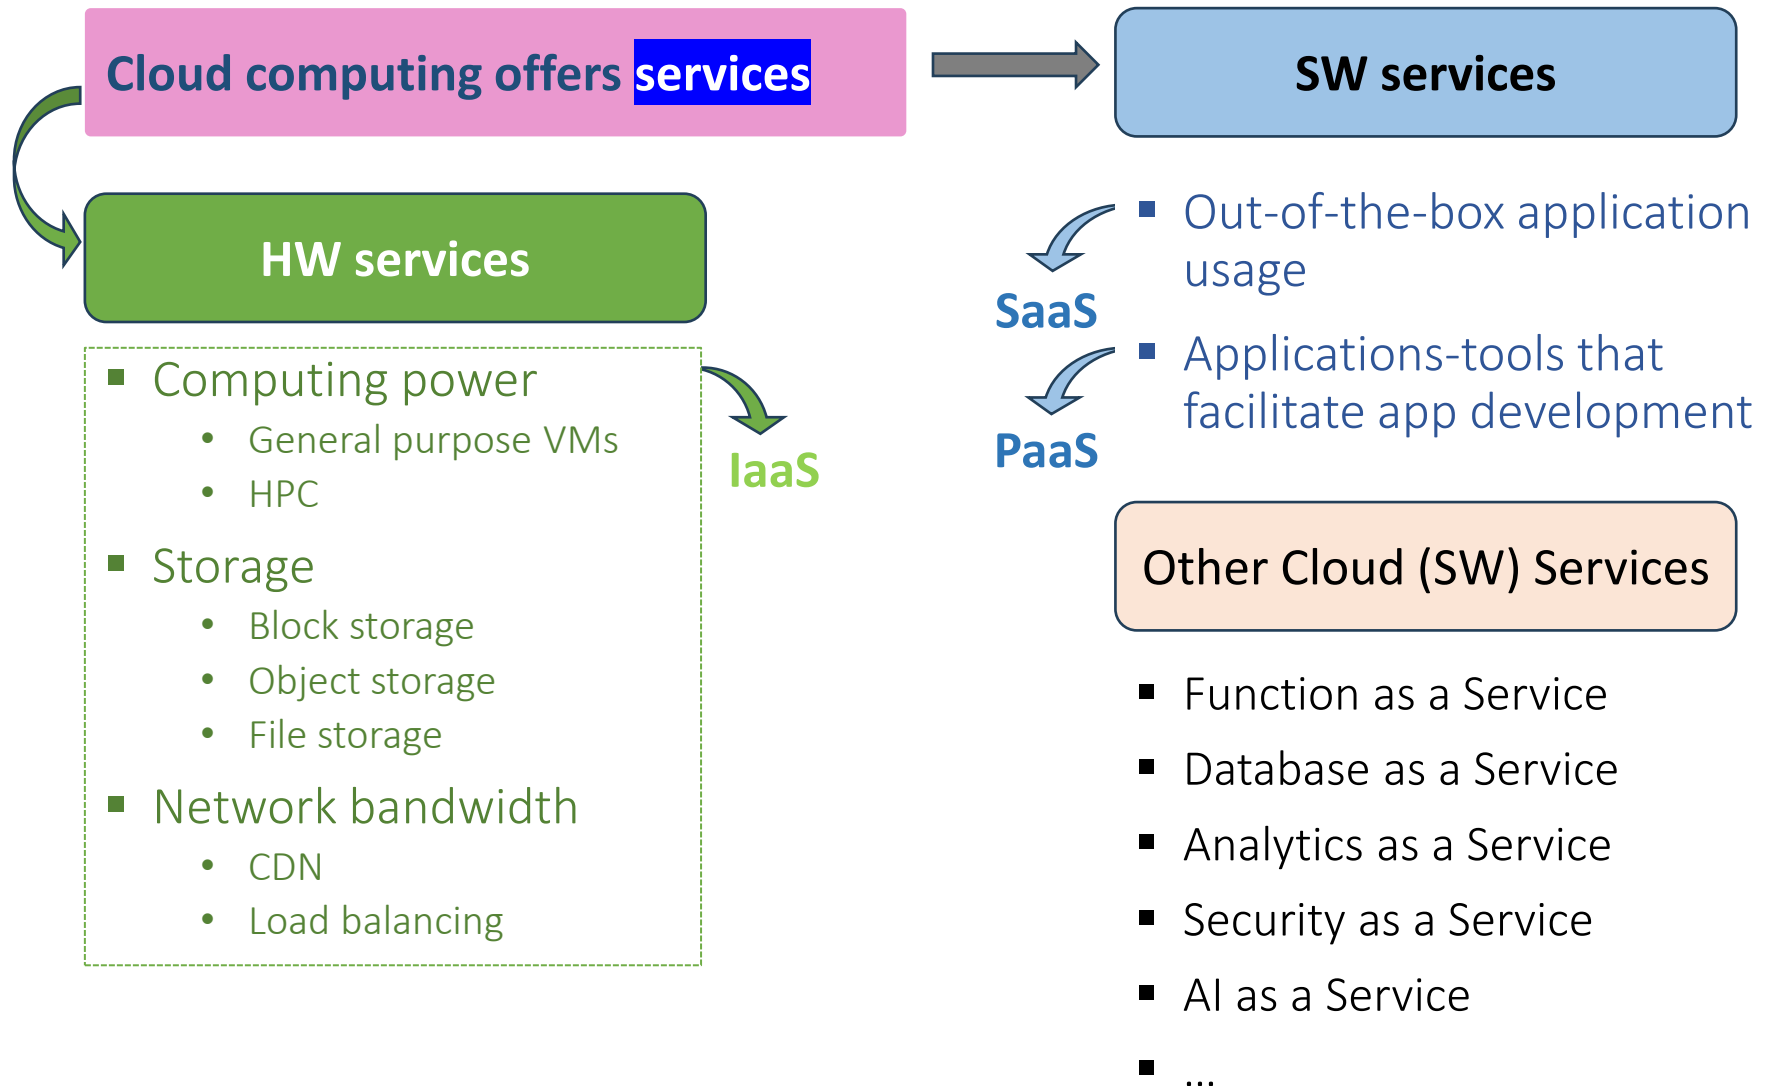 Cloud computing offers services
HW services
Computing power
General purpose VMs
HPC
Storage
Block storage
Object storage
File storage
Network bandwidth
CDN
Load balancing
IaaS
SW services
Out-of-the-box application
usage
SaaS
Applications-tools that
facilitate app development
PaaS
Other Cloud (SW) Services
Function as a Service
Database as a Service
Analytics as a Service
Security as a Service
AI as a Service
...